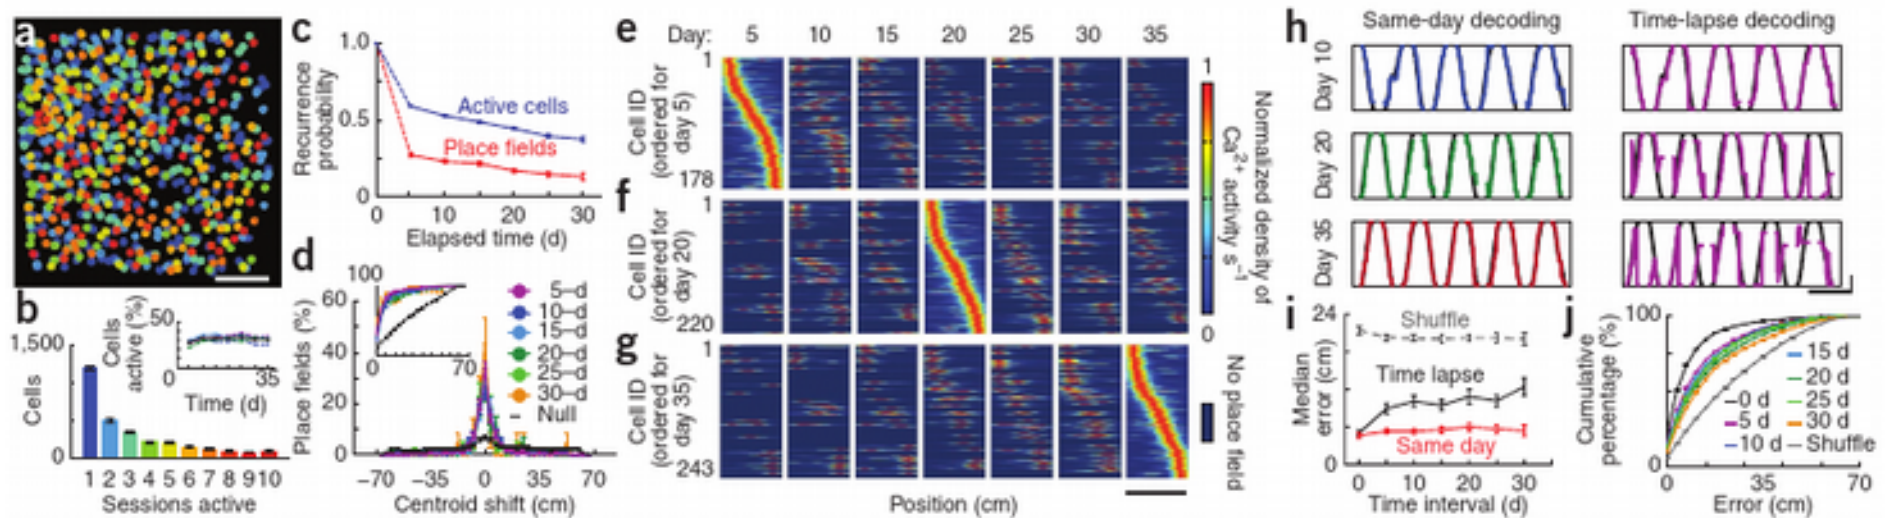 a
b
1,500
0
Cells
1 2 3 4 5 6 7 8 9 10
Sessions active
50
0
35
Cells
active (%)
Time (d)
c
1.0
0.5
0
Recurrence
probability
Active cells
Place fields
0 5 10 20 30
Elapsed time (d)
d
100
60
40
20
0
Place fields (%)
0 70
5–d
10–d
15–d
20–d
25–d
30–d
Null
−70 −35 0 35 70
Centroid shift (cm)
e
Day: 5 10 15 20 25 30 35
Cell ID
(ordered for
day 5)
1
178
f
Cell ID
(ordered for
day 20)
1
220
g
Cell ID
(ordered for
day 35)
1
243
Position (cm)
1
0
Normalized density of
Ca2+ activity s−1
No place field
h
Same-day decoding Time-lapse decoding
Day 10
Day 20
Day 35
i
24
0
Median
error (cm)
Shuffle
Time lapse
Same day
0 10 20 30
Time interval (d)
j
100
0
Cumulative
percentage (%)
15 d
20 d
0 d 25 d
5 d 30 d
10 d Shuffle
0 35 70
Error (cm)